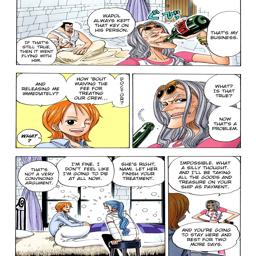 WAPOL
ALWAYS KEPT
THAT KEY ON
HIS PERSON.
IF THAT'S
STILL TRUE,
THEN IT WENT
FLYING WITH
HIM.
THAT'S MY
BUSINESS.
DOCTOR?
HOW 'BOUT
WAIVING THE
FEE FOR
TREATING
OUR CREW...
AND
RELEASING ME
IMMEDIATELY?
WHAT?
WHAT?
IS THAT
TRUE?
NOW
THAT'S A
PROBLEM.
IMPOSSIBLE. WHAT
A SILLY THOUGHT,
AND I'LL BE TAKING
ALL THE GOODS AND
TREASURE ON YOUR
SHIP AS PAYMENT.
AND YOU'RE GOING
TO STAY HERE AND
REST FOR TWO
MORE DAYS.
SHE'S RIGHT,
NAMI. LET HER
FINISH YOUR
TREATMENT.
I'M FINE. I
DON'T FEEL LIKE
I'M GOING TO DIE
AT ALL NOW.
THAT'S NOT
A VERY
CONVINCING
ARGUMENT.